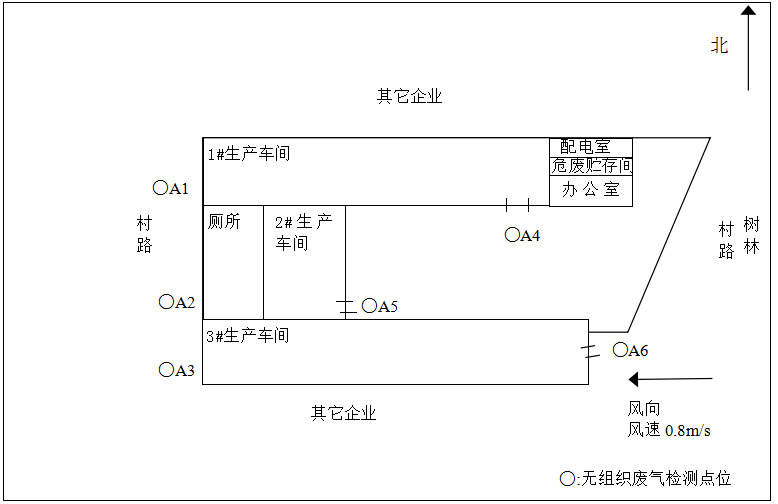 北
其它企业
配电室
1#生产车间
危废贮存间
办公室
○A1
村
路
厕所
2#生产
车间
○A4
村
路
树
林
○A2
○A5
3#生产车间
○A6
○A3
风向
风速0.8m/s
其它企业
○:无组织废气检测点位